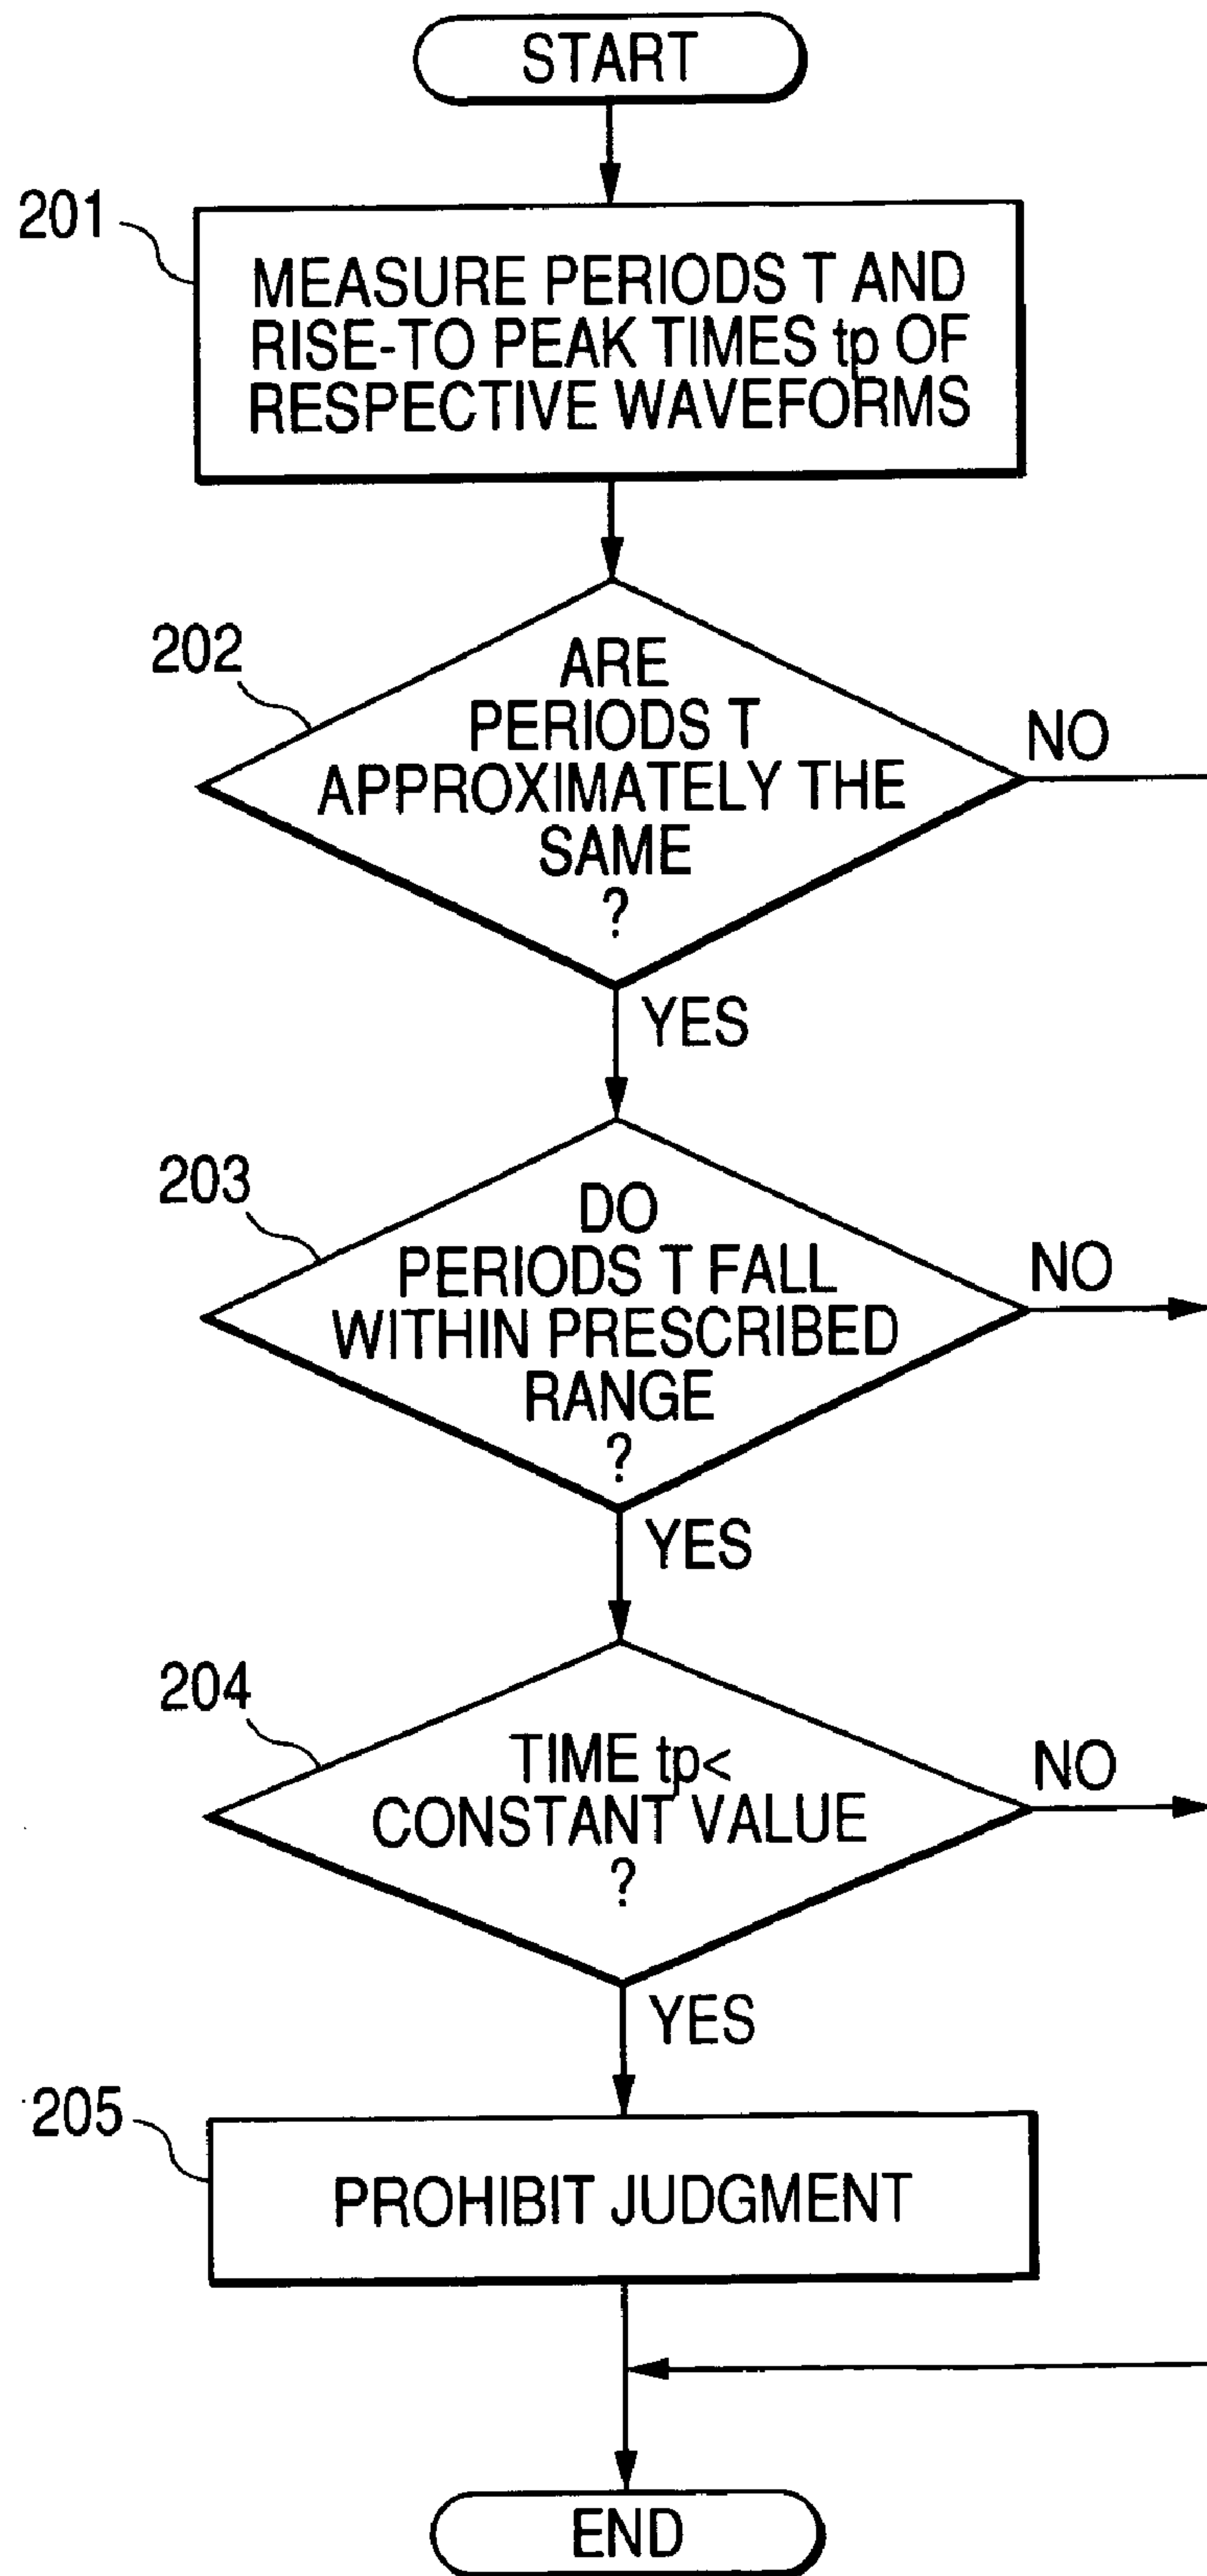 START
201
MEASURE PERIODS T AND
RISE-TO PEAK TIMES tp OF
RESPECTIVE WAVEFORMS
202
ARE
PERIODS T
APPROXIMATELY THE
SAME
?
NO
YES
203
DO
PERIODS T FALL
WITHIN PRESCRIBED
RANGE
?
NO
YES
204
TIME tp<
CONSTANT VALUE
?
NO
YES
205
PROHIBIT JUDGMENT
END